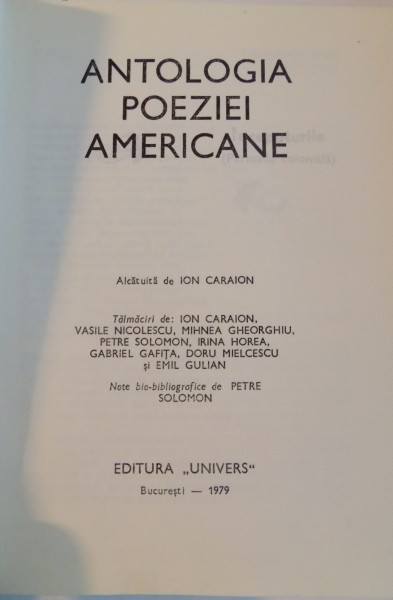 ANTOLOGIA
POEZIEI
AMERICANE
Alcătuită de ION CARAION
Tălmăciri de: ION CARAION,
VASILE NICOLESCU, MIHNEA GHEORGHIU,
PETRE SOLOMON, IRINA HOREA,
GABRIEL GAFIȚA, DORU MIELCESCU
și EMIL GULIAN
Note bio-bibliografice de PETRE
SOLOMON
EDITURA „UNIVERS“
București — 1979